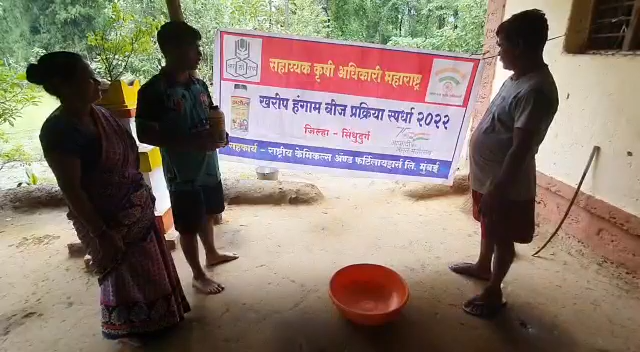 सहाय्यक कृषी अधिकारी महाराष्ट्र
खरीप हंगाम बीज प्रक्रिया स्पर्धा २०२२
जिल्हा - सिंधुदुर्ग
सहकार्य - राष्ट्रीय केमिकल्स अँण्ड फर्टिलायझर्स लि. मुंबई